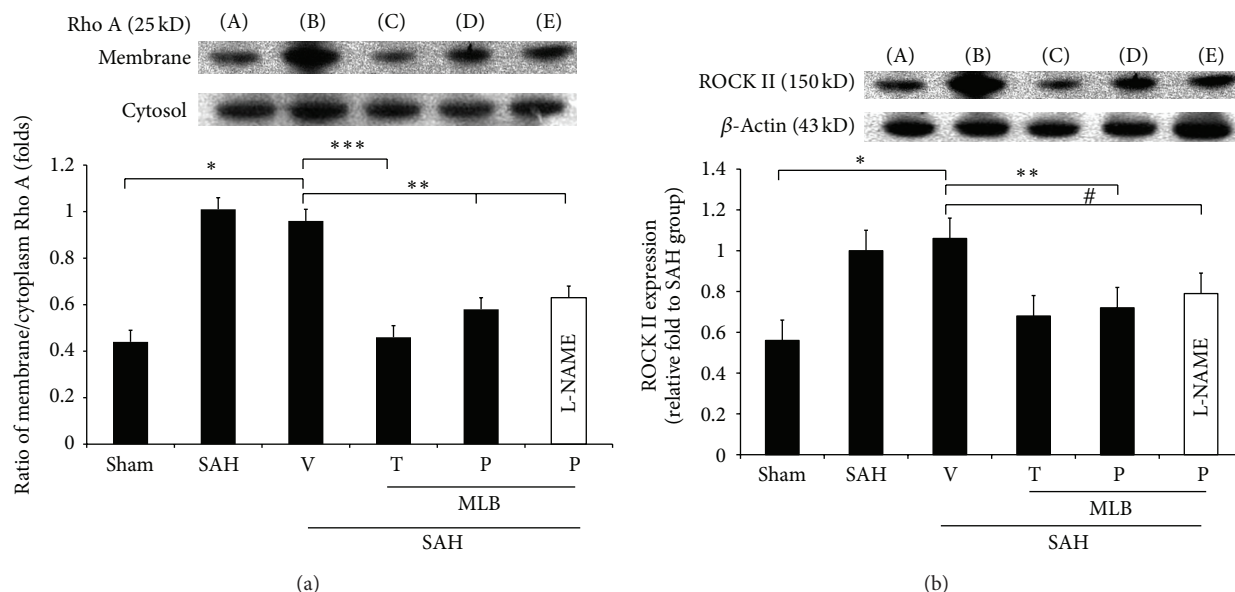 Rho A (25 kD) (A) (B) (C) (D) (E)
Membrane
Cytosol
Ratio of membrane/cytoplasm Rho A (folds)
1.2
1
0.8
0.6
0.4
0.2
0
*
***
**
L-NAME
Sham SAH V T P P
MLB
SAH
(a)
(A) (B) (C) (D) (E)
ROCK II (150 kD)
β-Actin (43 kD)
ROCK II expression
(relative fold to SAH group)
1.4
1.2
1
0.8
0.6
0.4
0.2
0
*
**
#
L-NAME
Sham SAH V T P P
MLB
SAH
(b)